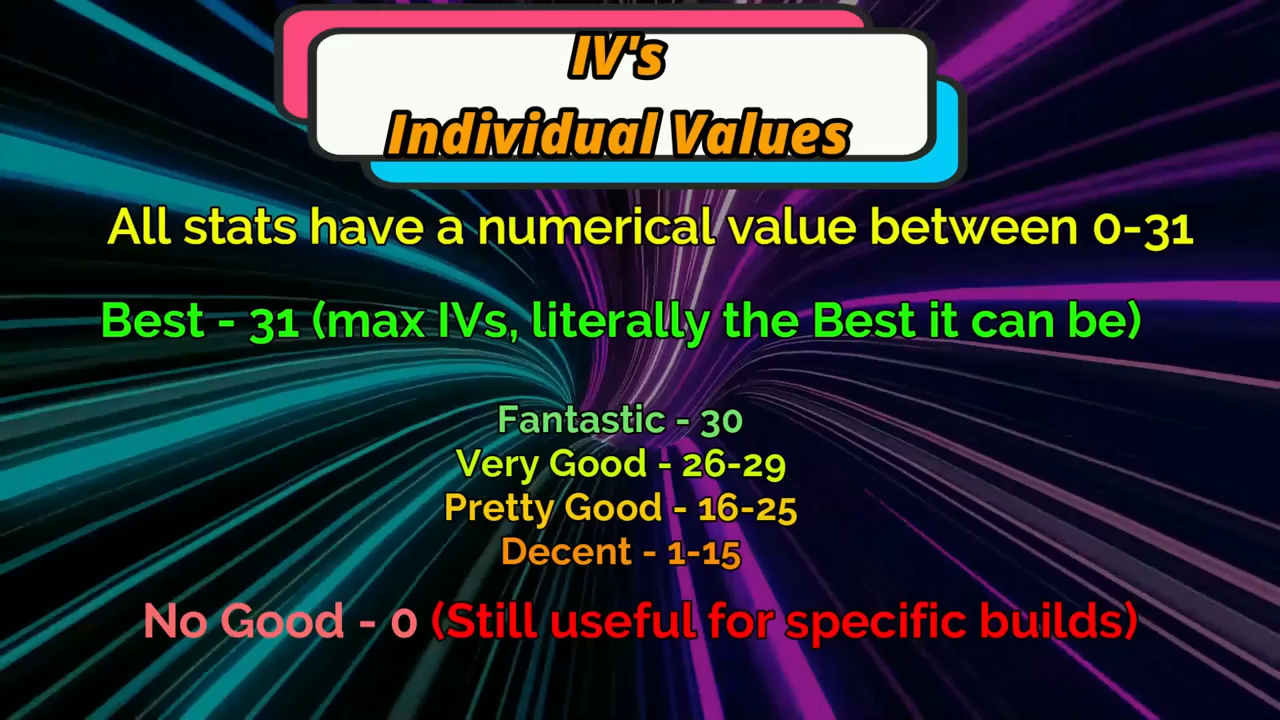 IV's
Individual Values
All stats have a numerical value between 0-31
Best - 31 (max IVs, literally the Best it can be)
Fantastic - 30
Very Good - 26-29
Pretty Good - 16-25
Decent - 1-15
No Good - 0 (Still useful for specific builds)